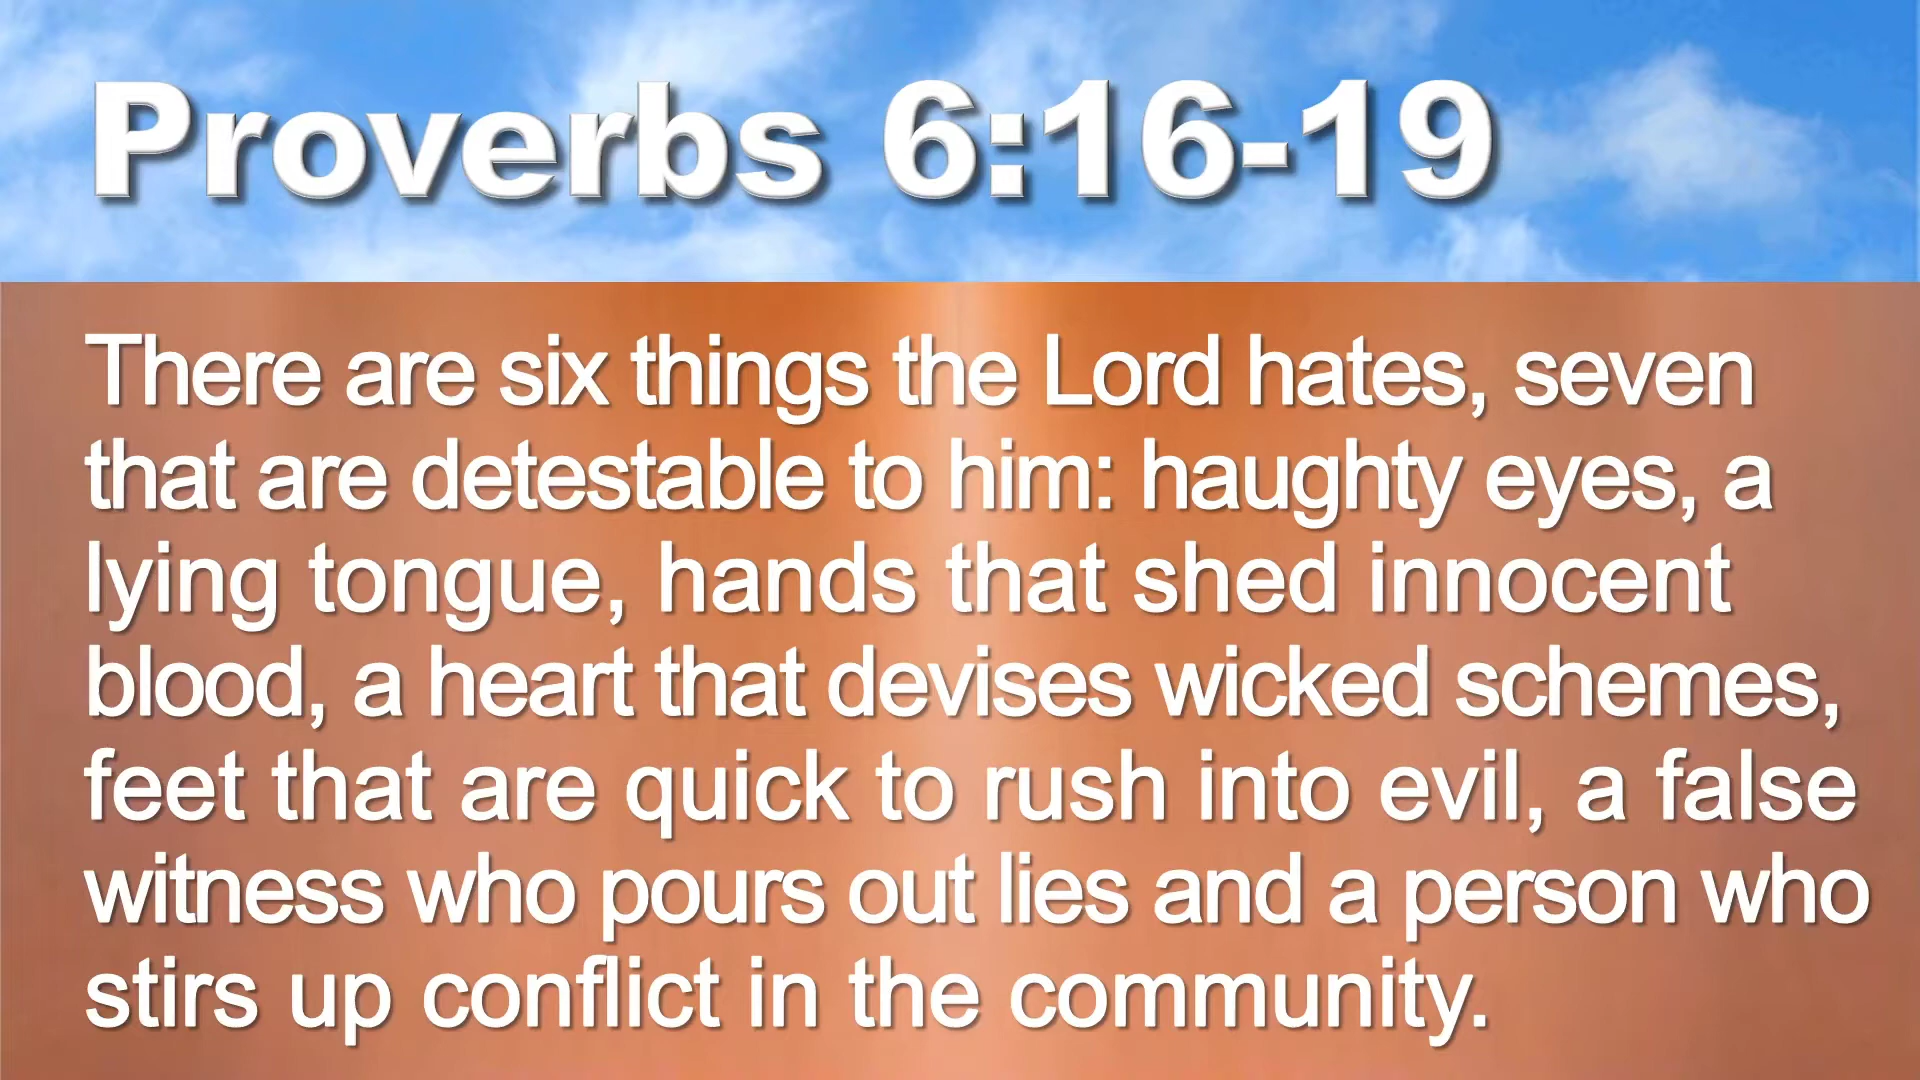 Proverbs 6:16-19
There are six things the Lord hates, seven
that are detestable to him: haughty eyes, a
lying tongue, hands that shed innocent
blood, a heart that devises wicked schemes,
feet that are quick to rush into evil, a false
witness who pours out lies and a person who
stirs up conflict in the community.